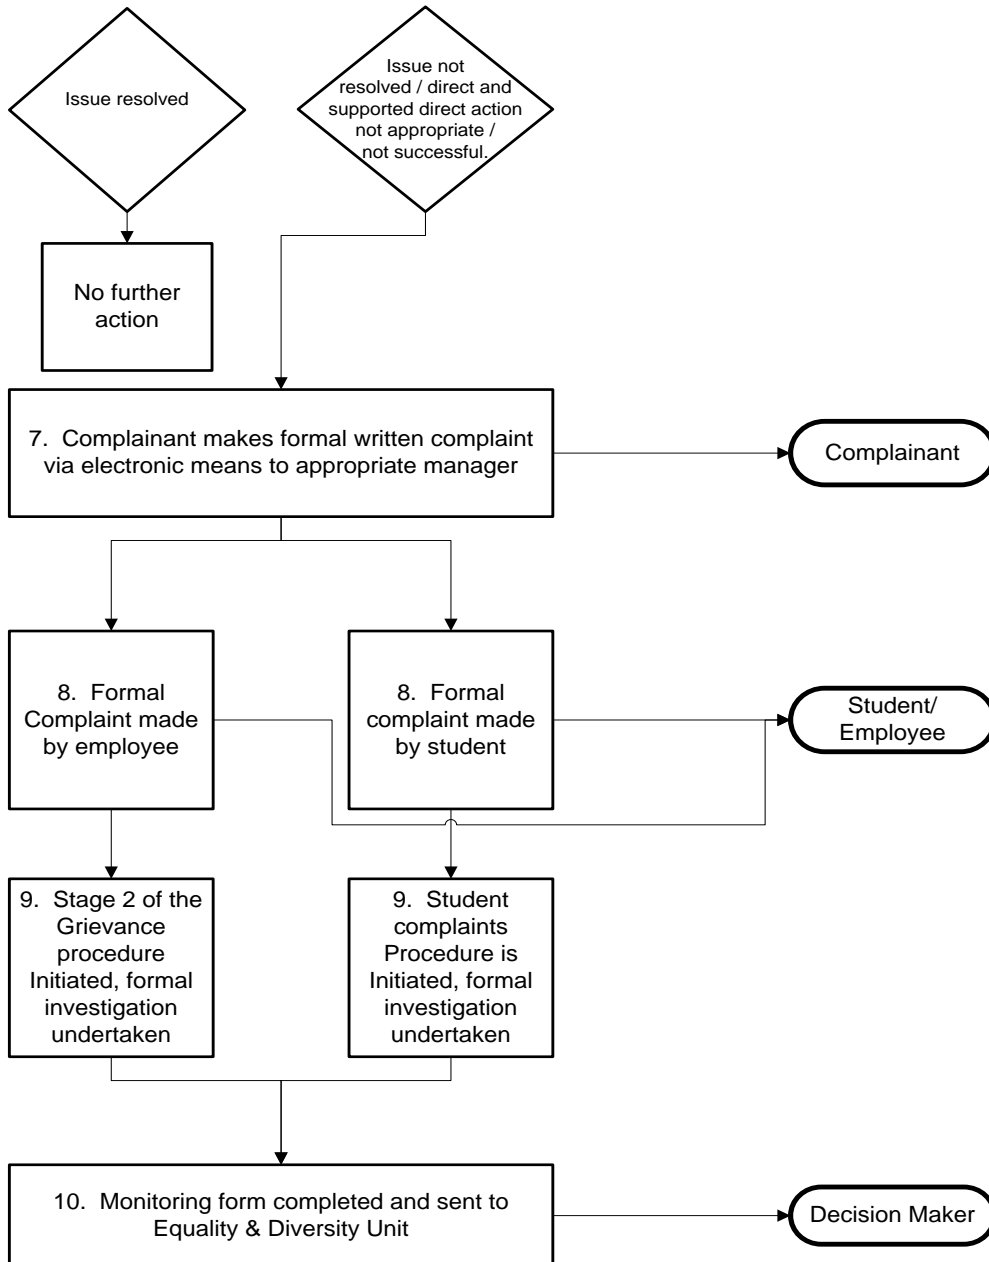 Issue resolved
Issue not
resolved / direct and
supported direct action
not appropriate /
not successful.
No further
action
7.  Complainant makes formal written complaint
via electronic means to appropriate manager
Complainant
8.  Formal
Complaint made
by employee
8.  Formal
complaint made
by student
Student/
Employee
9.  Stage 2 of the
Grievance
procedure
Initiated, formal
investigation
undertaken
9.  Student
complaints
Procedure is
Initiated, formal
investigation
undertaken
10.  Monitoring form completed and sent to
Equality & Diversity Unit
Decision Maker